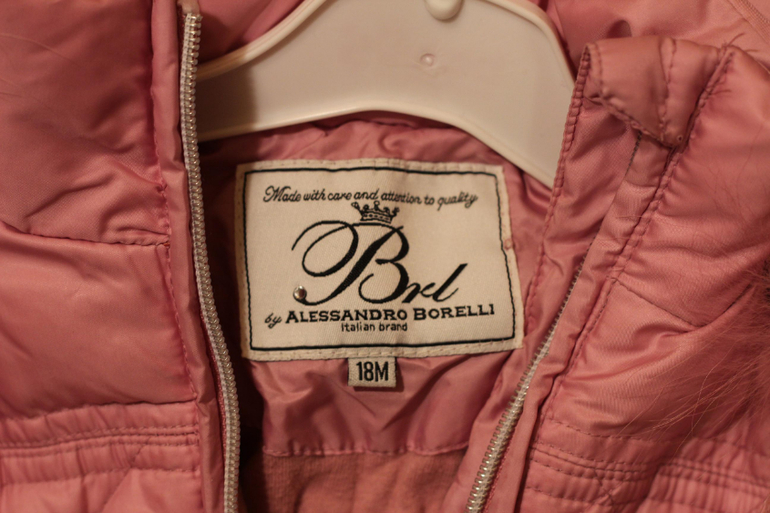 Made with care and attention to quality
Brl
by ALESSANDRO BORELLI
Italian brand
18M